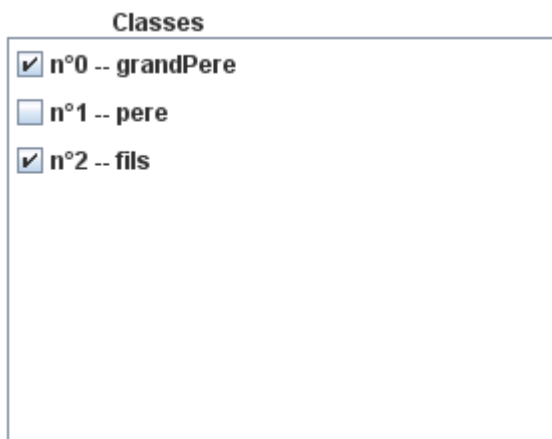 Classes
n°0 -- grandPere
n°1 -- pere
n°2 -- fils